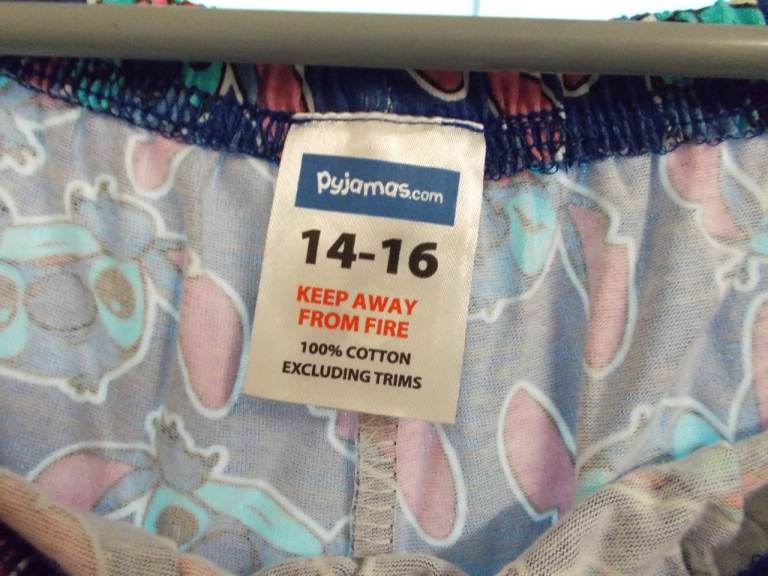 Pyjamas.com
14-16
KEEP AWAY
FROM FIRE
100% COTTON
EXCLUDING TRIMS